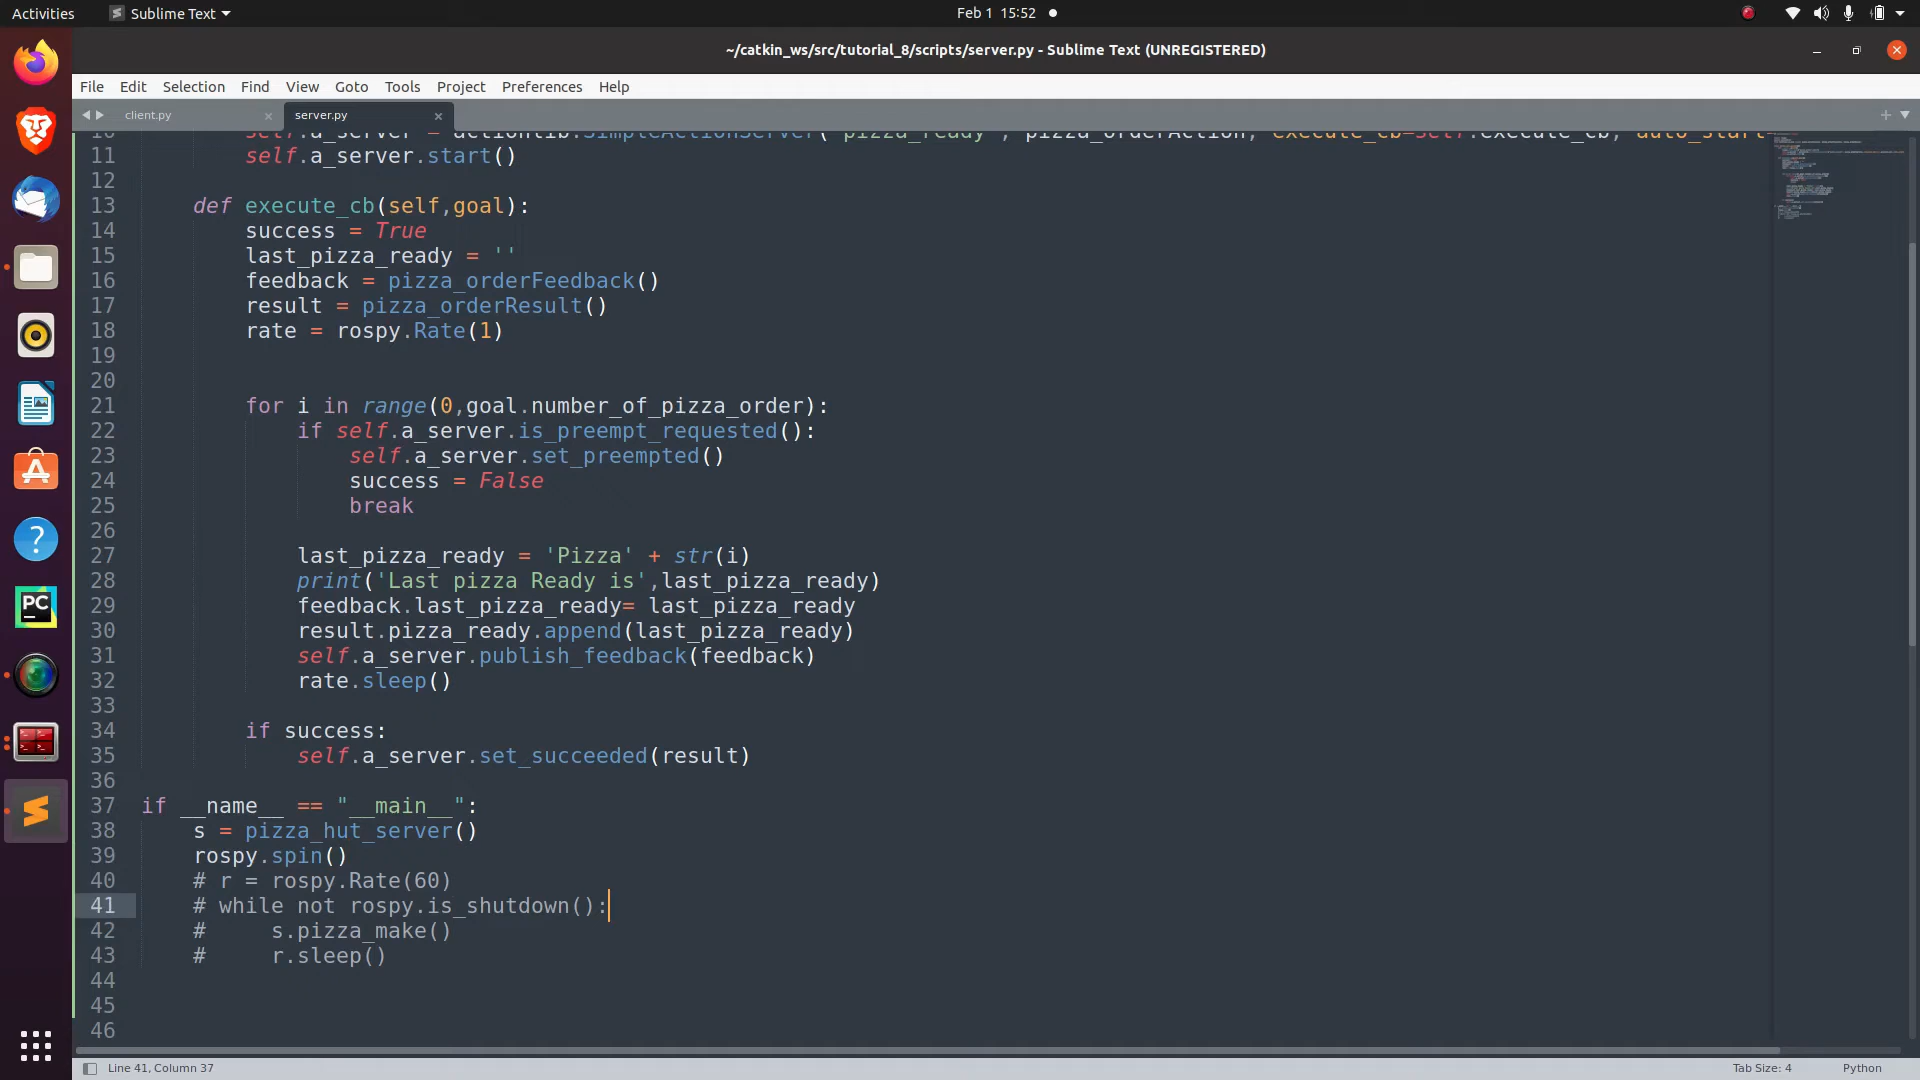 Activities
Sublime Text
Feb 1 15:52
~/catkin_ws/src/tutorial_8/scripts/server.py - Sublime Text (UNREGISTERED)
File Edit Selection Find View Goto Tools Project Preferences Help
client.py
server.py
10 self.a_server = actionlib.SimpleActionServer("pizza_ready", pizza_orderAction, execute_cb=self.execute_cb, auto_start=
11 self.a_server.start()
12
13 def execute_cb(self,goal):
14 success = True
15 last_pizza_ready = ''
16 feedback = pizza_orderFeedback()
17 result = pizza_orderResult()
18 rate = rospy.Rate(1)
19
20
21 for i in range(0,goal.number_of_pizza_order):
22 if self.a_server.is_preempt_requested():
23 self.a_server.set_preempted()
24 success = False
25 break
26
27 last_pizza_ready = 'Pizza' + str(i)
28 print('Last pizza Ready is',last_pizza_ready)
29 feedback.last_pizza_ready= last_pizza_ready
30 result.pizza_ready.append(last_pizza_ready)
31 self.a_server.publish_feedback(feedback)
32 rate.sleep()
33
34 if success:
35 self.a_server.set_succeeded(result)
36
37 if __name__ == "__main__":
38 s = pizza_hut_server()
39 rospy.spin()
40 # r = rospy.Rate(60)
41 # while not rospy.is_shutdown():
42 # s.pizza_make()
43 # r.sleep()
44
45
46
Line 41, Column 37
Tab Size: 4
Python
PC